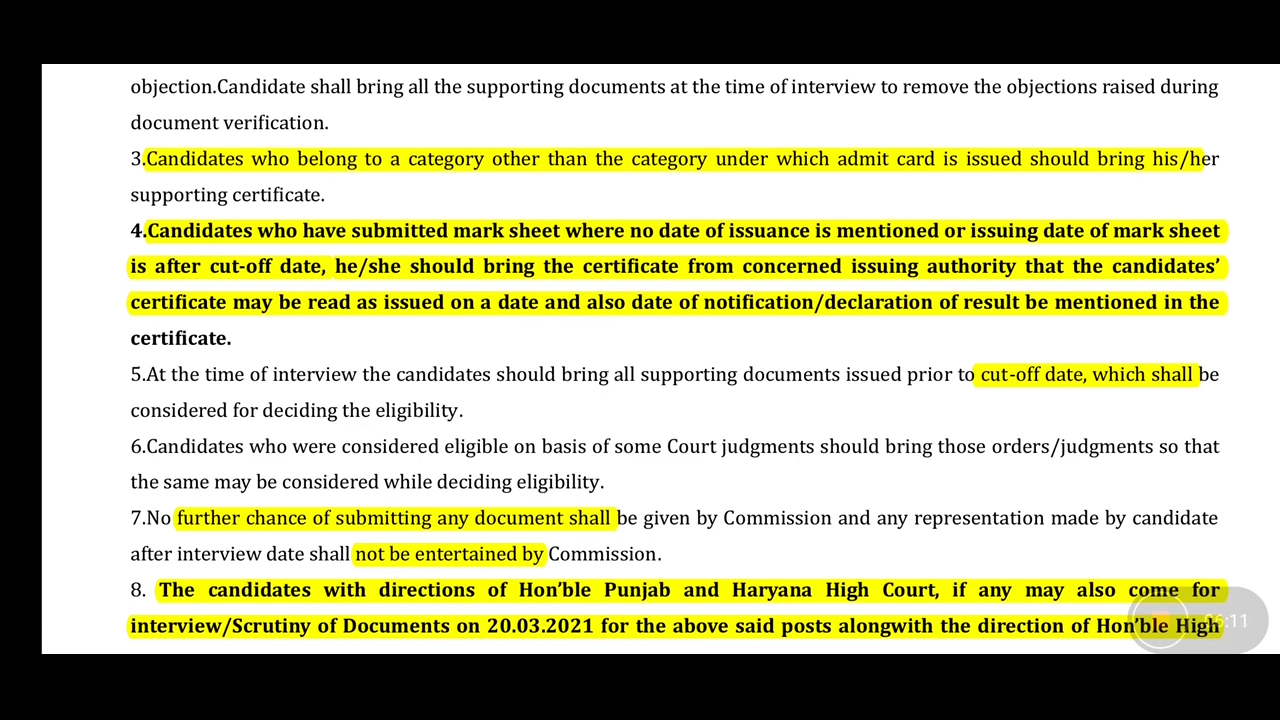 objection.Candidate shall bring all the supporting documents at the time of interview to remove the objections raised during
document verification.
3.Candidates who belong to a category other than the category under which admit card is issued should bring his/her
supporting certificate.
4.Candidates who have submitted mark sheet where no date of issuance is mentioned or issuing date of mark sheet
is after cut-off date, he/she should bring the certificate from concerned issuing authority that the candidates’
certificate may be read as issued on a date and also date of notification/declaration of result be mentioned in the
certificate.
5.At the time of interview the candidates should bring all supporting documents issued prior to cut-off date, which shall be
considered for deciding the eligibility.
6.Candidates who were considered eligible on basis of some Court judgments should bring those orders/judgments so that
the same may be considered while deciding eligibility.
7.No further chance of submitting any document shall be given by Commission and any representation made by candidate
after interview date shall not be entertained by Commission.
8. The candidates with directions of Hon’ble Punjab and Haryana High Court, if any may also come for
interview/Scrutiny of Documents on 20.03.2021 for the above said posts alongwith the direction of Hon’ble High